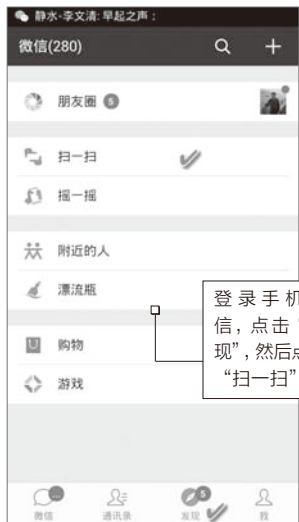 静水-李文清: 早起之声：
微信(280)
朋友圈 5
扫一扫
摇一摇
附近的人
漂流瓶
登录手机
信，点击“
现”，然后点
“扫一扫”
购物
游戏
5
微信 通讯录 发现 我